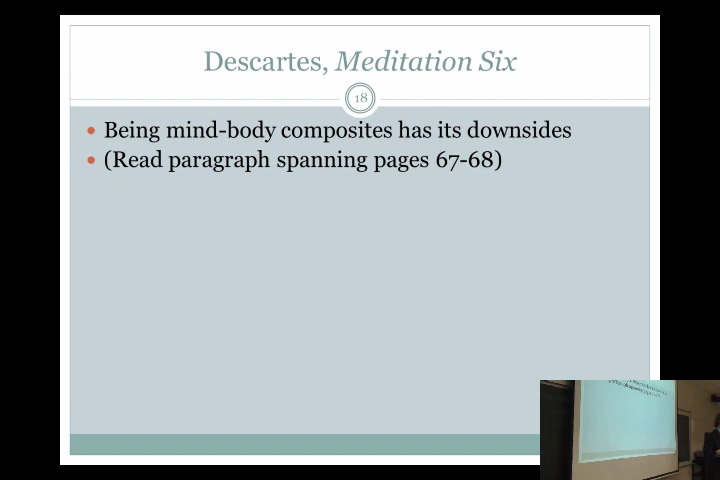 Descartes, Meditation Six
18
Being mind-body composites has its downsides
(Read paragraph spanning pages 67-68)